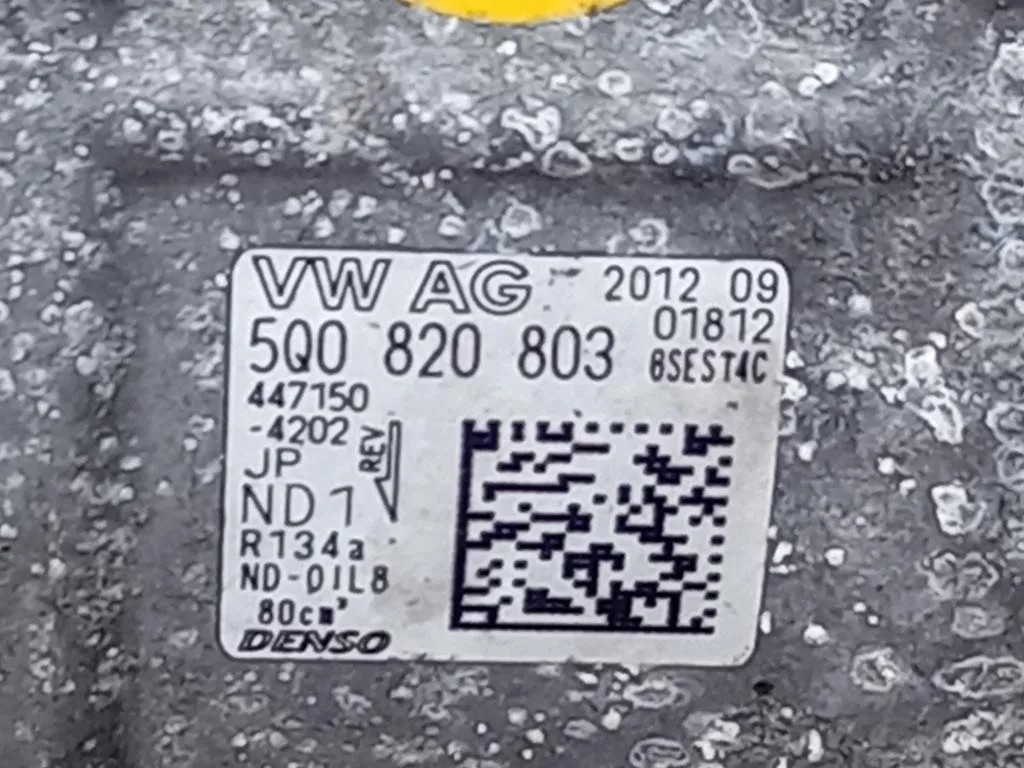 VW AG 2012 09
01812
5Q0 820 803 8SEST4C
447150
-4202
REV
JP
ND1
R134a
ND-OIL8
80cm³
DENSO